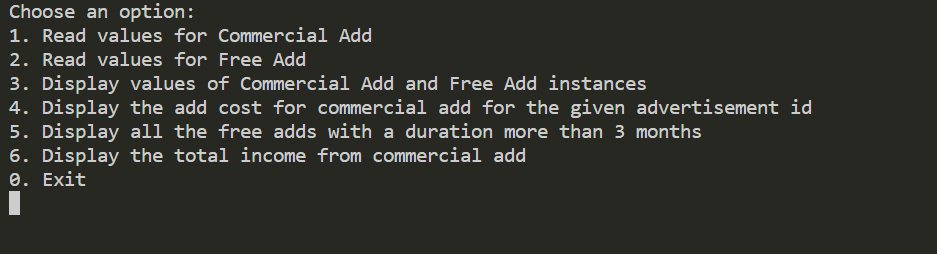 Choose an option:
1. Read values for Commercial Add
2. Read values for Free Add
3. Display values of Commercial Add and Free Add instances
4. Display the add cost for commercial add for the given advertisement id
5. Display all the free adds with a duration more than 3 months
6. Display the total income from commercial add
0. Exit